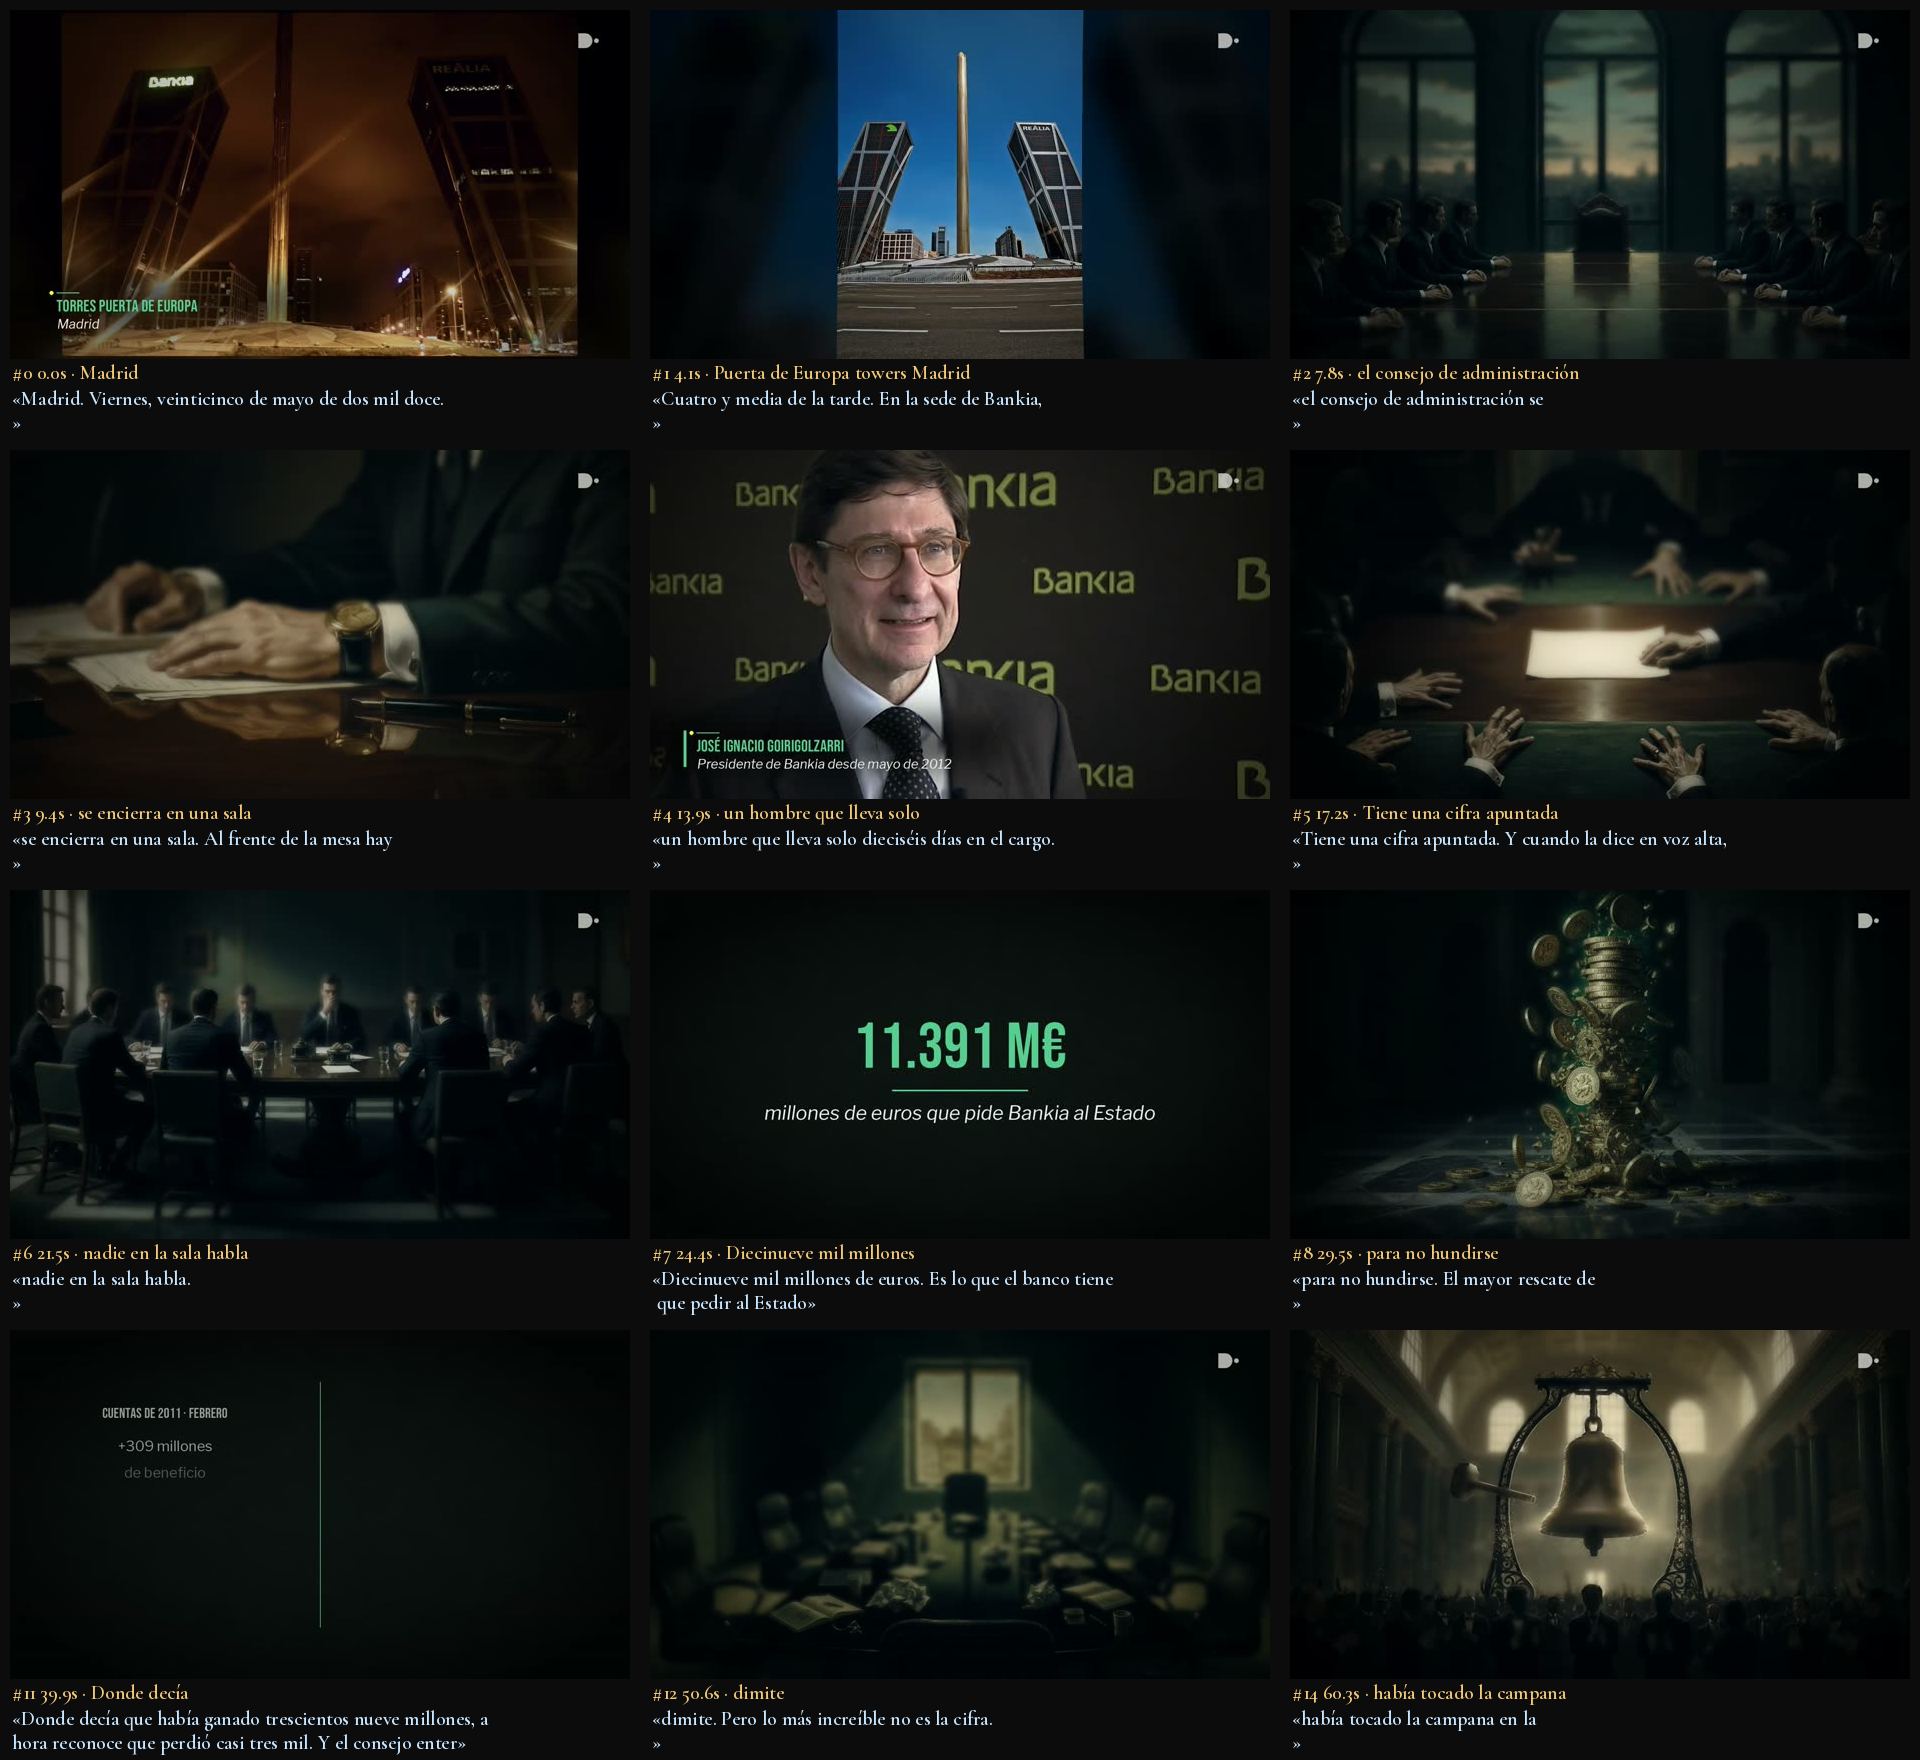 Bankia
REALIA
TORRES PUERTA DE EUROPA
Madrid
#0 0.0s · Madrid
«Madrid. Viernes, veinticinco de mayo de dos mil doce.
»
REALIA
#1 4.1s · Puerta de Europa towers Madrid
«Cuatro y media de la tarde. En la sede de Bankia,
»
#2 7.8s · el consejo de administración
«el consejo de administración se
»
#3 9.4s · se encierra en una sala
«se encierra en una sala. Al frente de la mesa hay
»
Bank nkia Bankia
ankia Bankia B
Bank nkia Bankia
nkia B
JOSÉ IGNACIO GOIRIGOLZARRI
Presidente de Bankia desde mayo de 2012
#4 13.9s · un hombre que lleva solo
«un hombre que lleva solo dieciséis días en el cargo.
»
#5 17.2s · Tiene una cifra apuntada
«Tiene una cifra apuntada. Y cuando la dice en voz alta,
»
#6 21.5s · nadie en la sala habla
«nadie en la sala habla.
»
11.391 M€
millones de euros que pide Bankia al Estado
#7 24.4s · Diecinueve mil millones
«Diecinueve mil millones de euros. Es lo que el banco tiene
que pedir al Estado»
#8 29.5s · para no hundirse
«para no hundirse. El mayor rescate de
»
CUENTAS DE 2011 · FEBRERO
+309 millones
de beneficio
#11 39.9s · Donde decía
«Donde decía que había ganado trescientos nueve millones, a
hora reconoce que perdió casi tres mil. Y el consejo enter»
#12 50.6s · dimite
«dimite. Pero lo más increíble no es la cifra.
»
#14 60.3s · había tocado la campana
«había tocado la campana en la
»